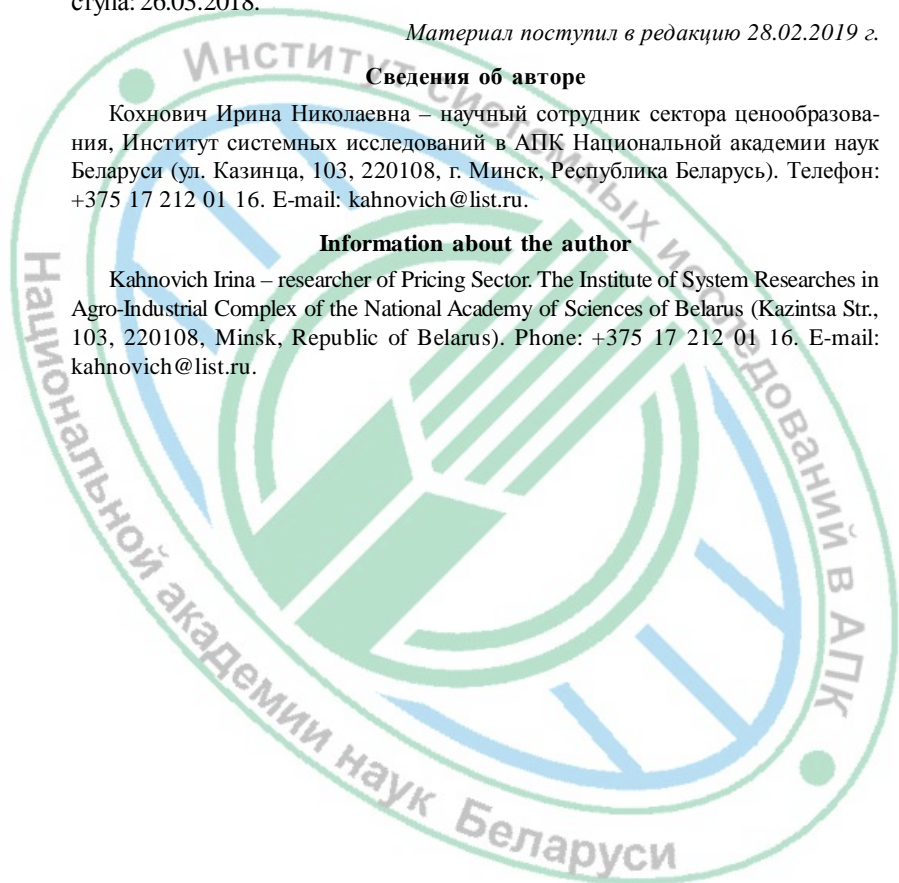 ступа: 26.03.2018.
Материал поступил в редакцию 28.02.2019 г.
Сведения об авторе
Кохнович Ирина Николаевна – научный сотрудник сектора ценообразова-
ния, Институт системных исследований в АПК Национальной академии наук
Беларуси (ул. Казинца, 103, 220108, г. Минск, Республика Беларусь). Телефон:
+375 17 212 01 16. E-mail: kahnovich@list.ru.
Information about the author
Kahnovich Irina – researcher of Pricing Sector. The Institute of System Researches in
Agro-Industrial Complex of the National Academy of Sciences of Belarus (Kazintsa Str.,
103, 220108, Minsk, Republic of Belarus). Phone: +375 17 212 01 16. E-mail:
kahnovich@list.ru.
Институт системных исследований в АПК
Национальной академии наук Беларуси